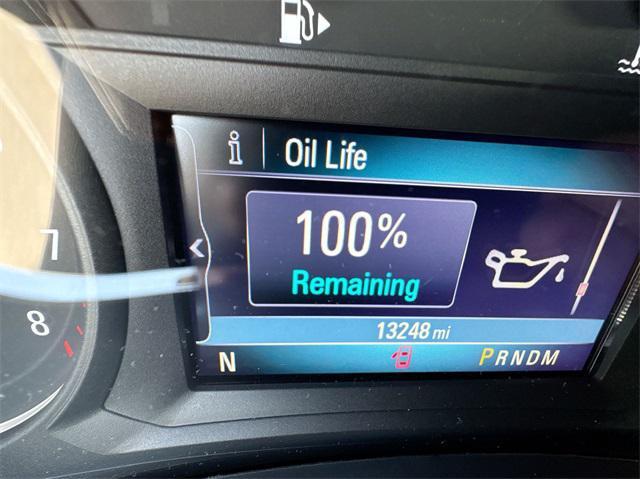 i Oil Life
100%
Remaining
13248 mi
N PRNDM
7
8